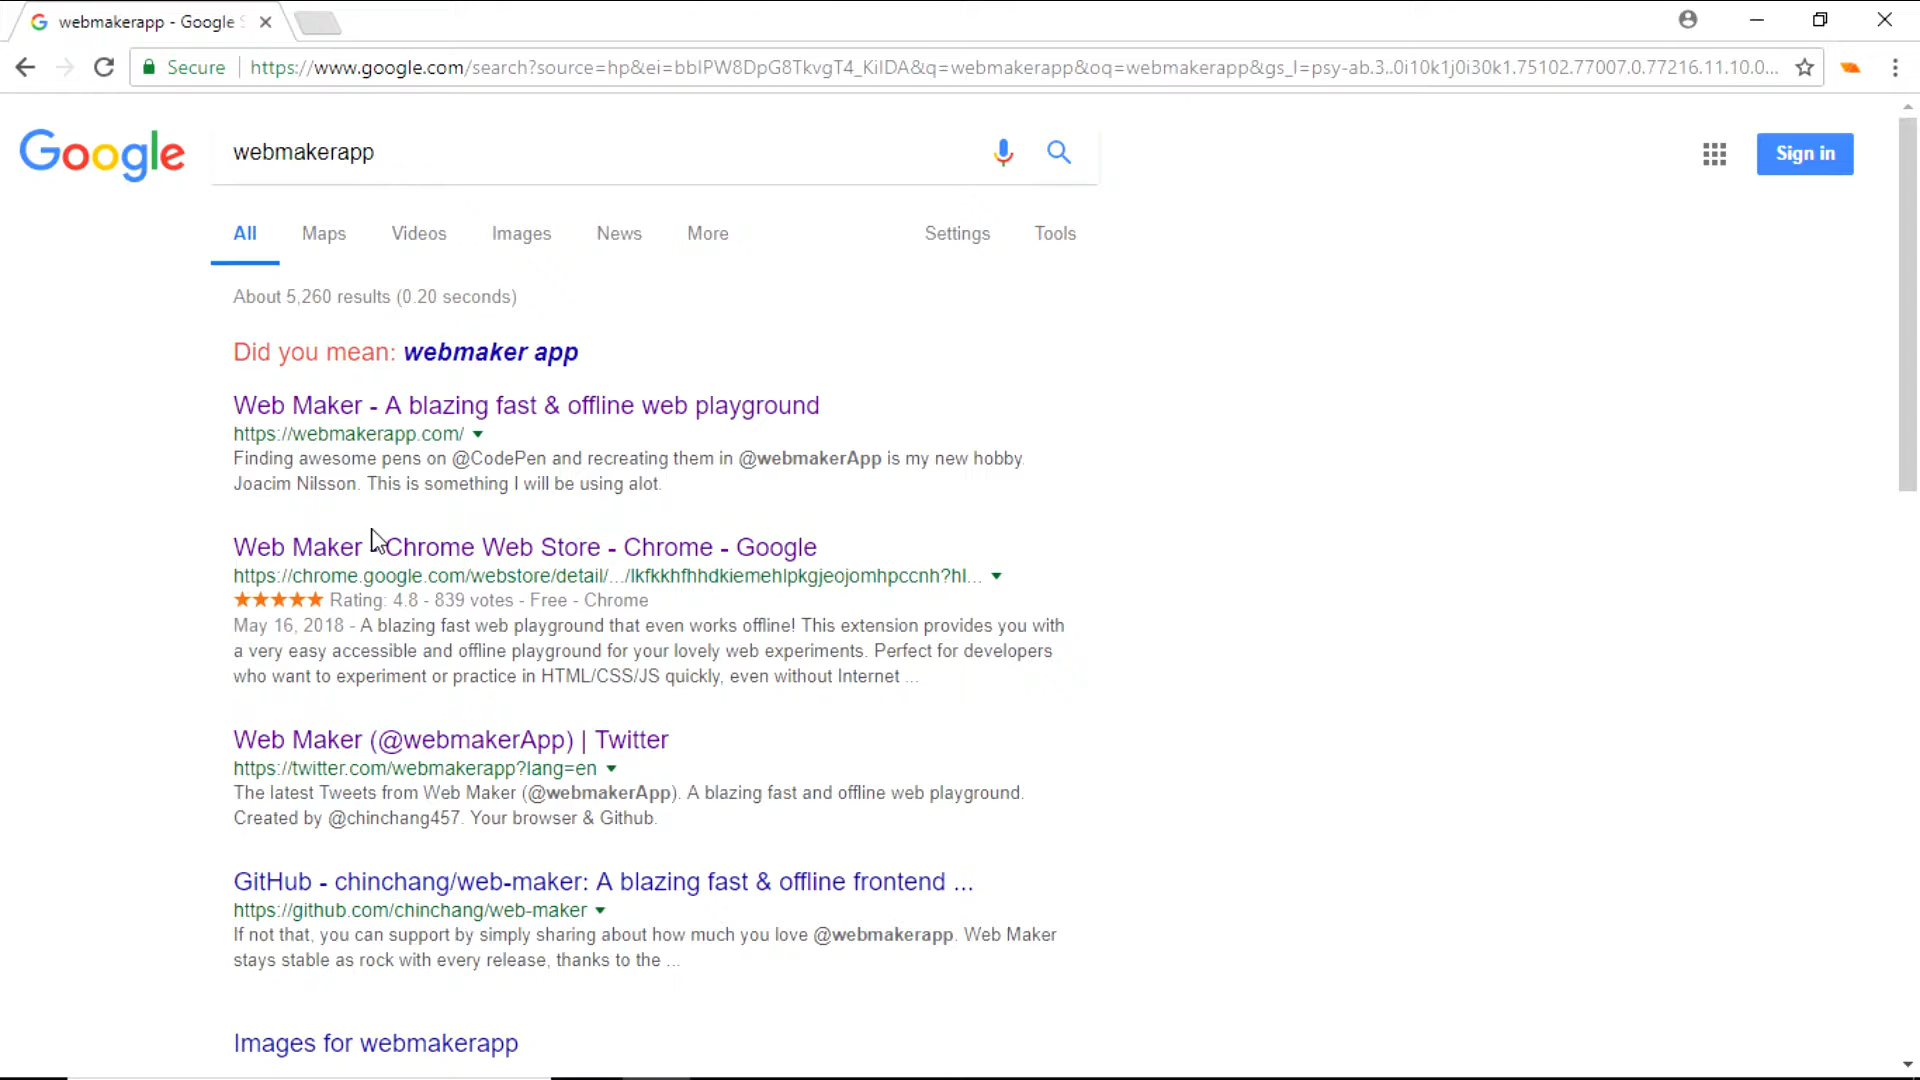 webmakerapp - Google S
Secure https://www.google.com/search?source=hp&ei=bbIPW8DpG8TkvgT4_KiIDA&q=webmakerapp&oq=webmakerapp&gs_l=psy-ab.3..0i10k1j0i30k1.75102.77007.0.77216.11.10.0...
Google webmakerapp Sign in
All Maps Videos Images News More Settings Tools
About 5,260 results (0.20 seconds)
Did you mean: webmaker app
Web Maker - A blazing fast & offline web playground
https://webmakerapp.com/
Finding awesome pens on @CodePen and recreating them in @webmakerApp is my new hobby.
Joacim Nilsson. This is something I will be using alot.
Web Maker - Chrome Web Store - Chrome - Google
https://chrome.google.com/webstore/detail/.../lkfkkhfhhdkiemehlpkgjeojomhpccnh?hl...
Rating: 4.8 - 839 votes - Free - Chrome
May 16, 2018 - A blazing fast web playground that even works offline! This extension provides you with
a very easy accessible and offline playground for your lovely web experiments. Perfect for developers
who want to experiment or practice in HTML/CSS/JS quickly, even without Internet ...
Web Maker (@webmakerApp) | Twitter
https://twitter.com/webmakerapp?lang=en
The latest Tweets from Web Maker (@webmakerApp). A blazing fast and offline web playground.
Created by @chinchang457. Your browser & Github.
GitHub - chinchang/web-maker: A blazing fast & offline frontend ...
https://github.com/chinchang/web-maker
If not that, you can support by simply sharing about how much you love @webmakerapp. Web Maker
stays stable as rock with every release, thanks to the ...
Images for webmakerapp